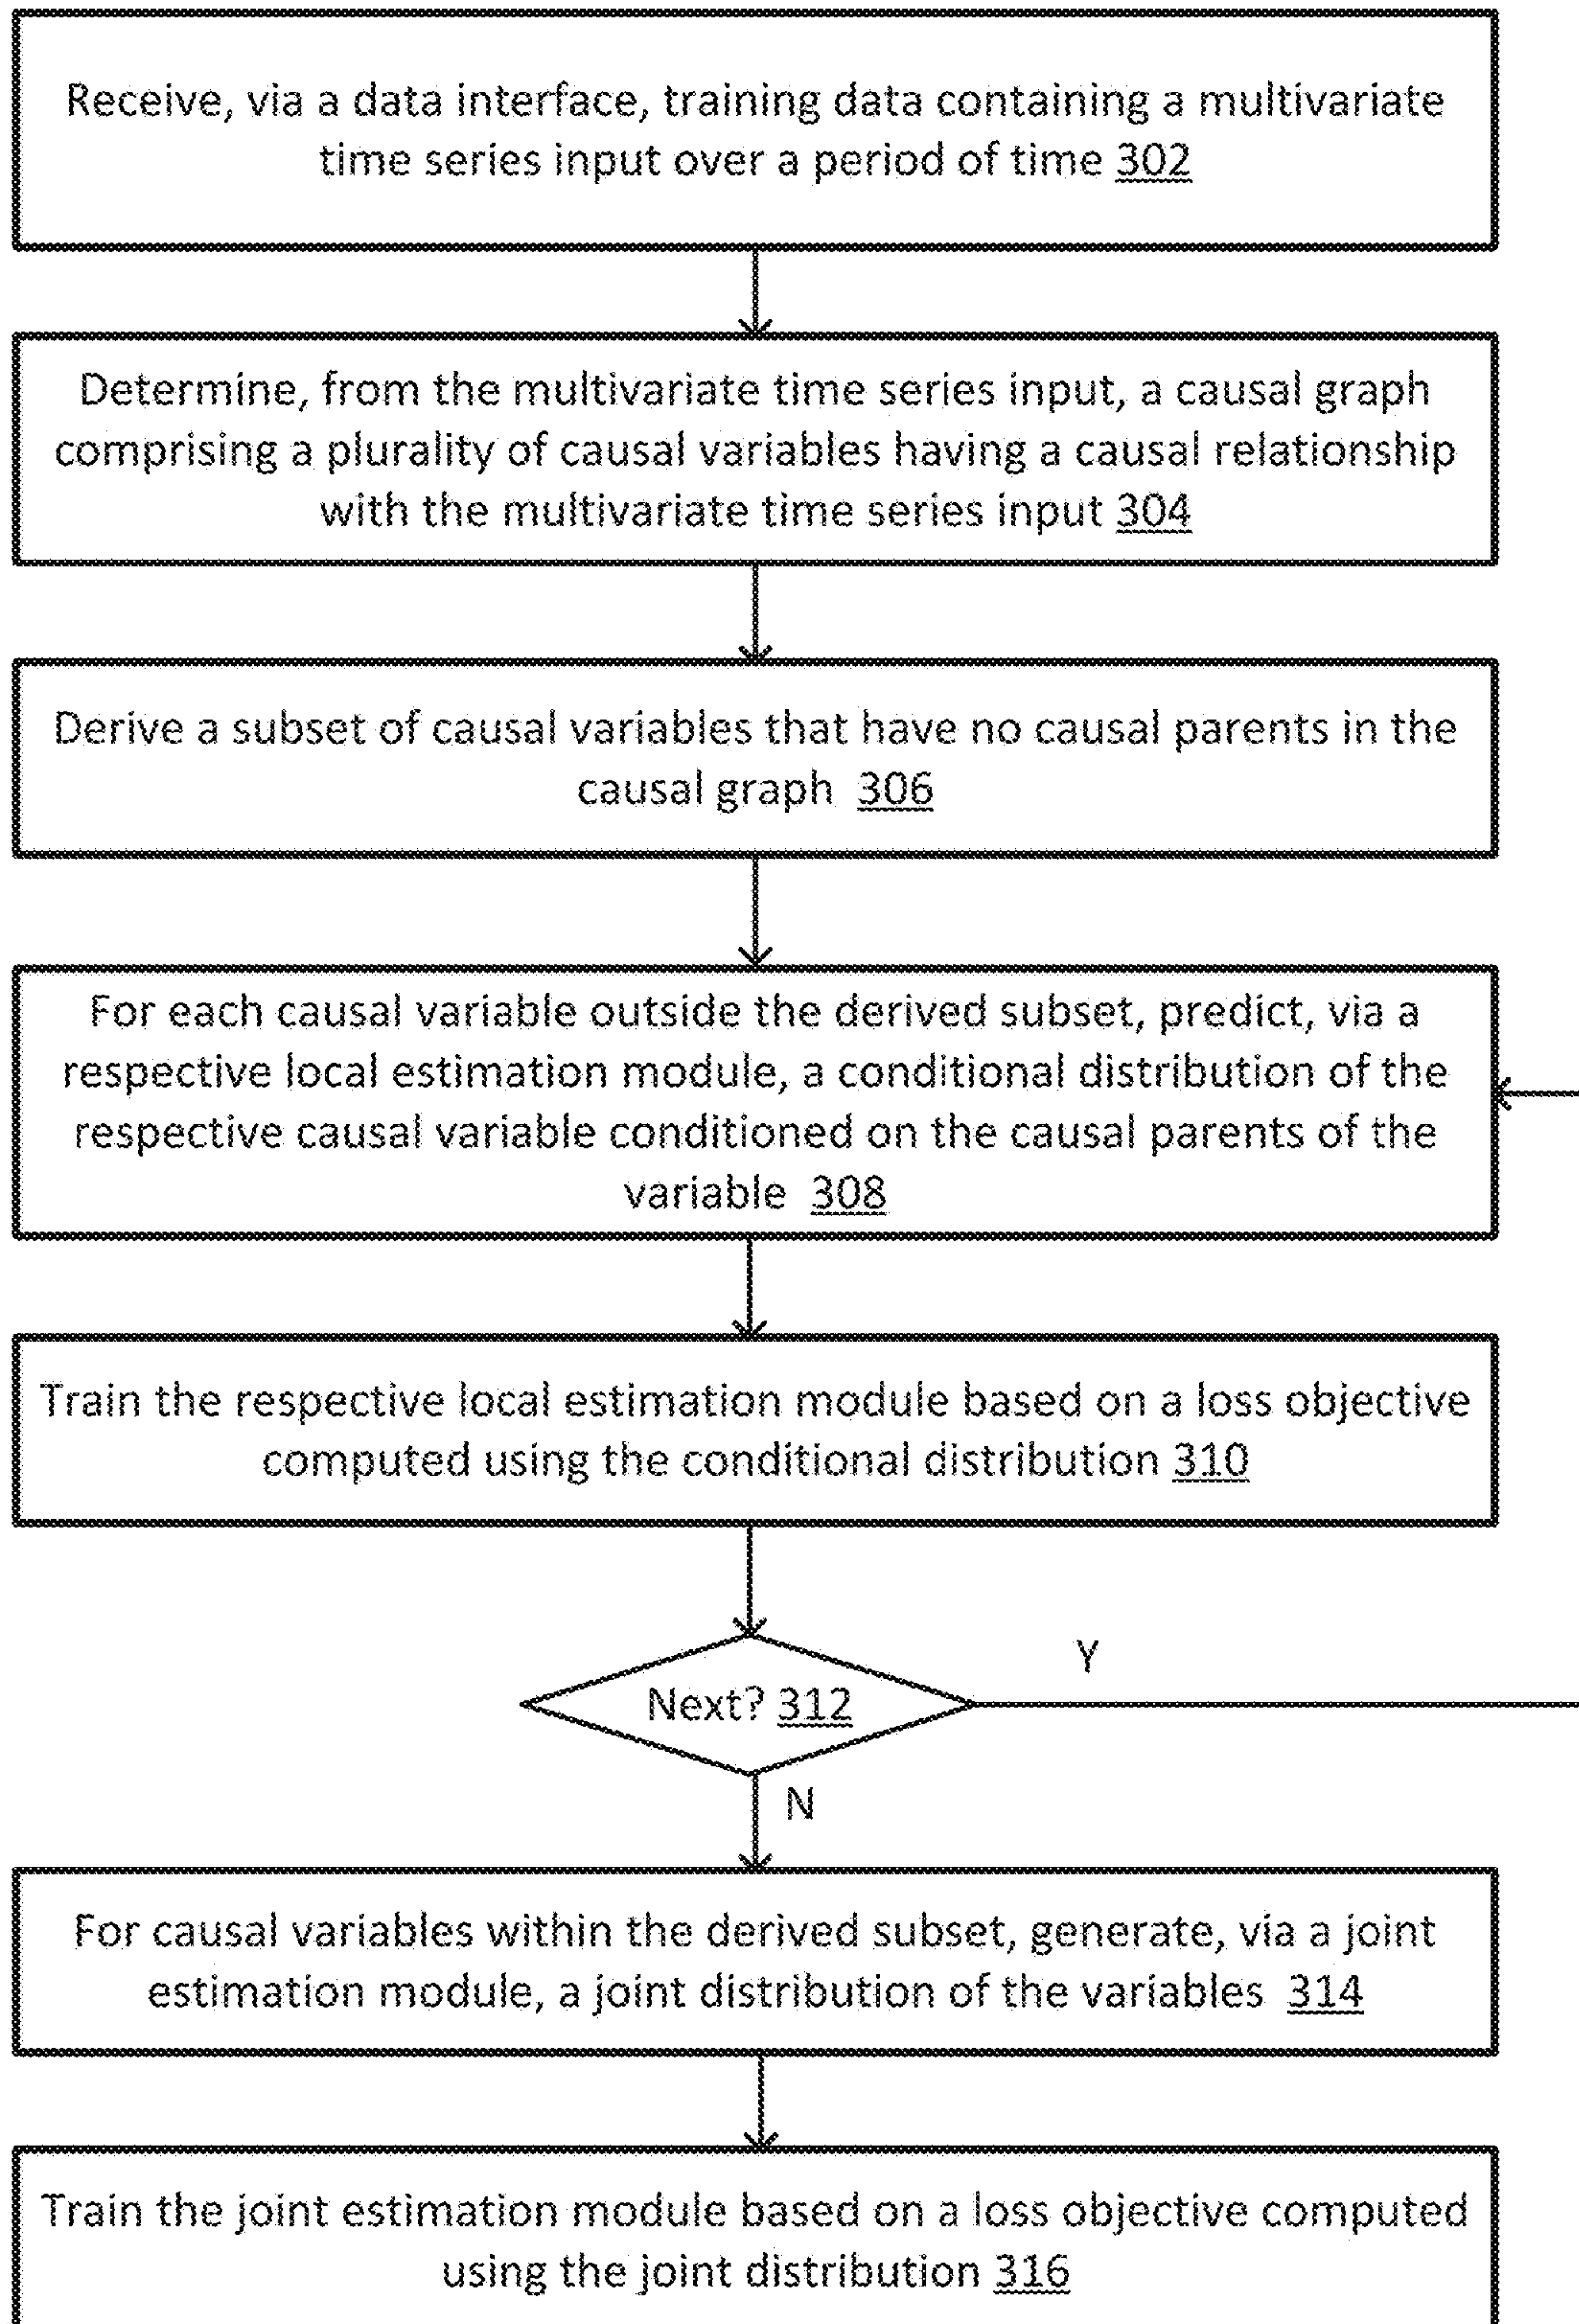 Receive, via a data interface, training data containing a multivariate
time series input over a period of time 302
Determine, from the multivariate time series input, a causal graph
comprising a plurality of causal variables having a causal relationship
with the multivariate time series input 304
Derive a subset of causal variables that have no causal parents in the
causal graph 306
For each causal variable outside the derived subset, predict, via a
respective local estimation module, a conditional distribution of the
respective causal variable conditioned on the causal parents of the
variable 308
Train the respective local estimation module based on a loss objective
computed using the conditional distribution 310
Y
Next? 312
N
For causal variables within the derived subset, generate, via a joint
estimation module, a joint distribution of the variables 314
Train the joint estimation module based on a loss objective computed
using the joint distribution 316